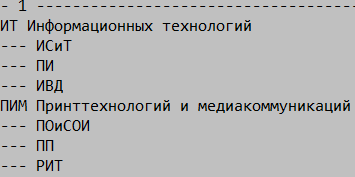 - 1 ----------------------------------------
ИТ Информационных технологий
--- ИСиТ
--- ПИ
--- ИВД
ПИМ Принттехнологий и медиакоммуникаций
--- ПОиСОИ
--- ПП
--- РИТ